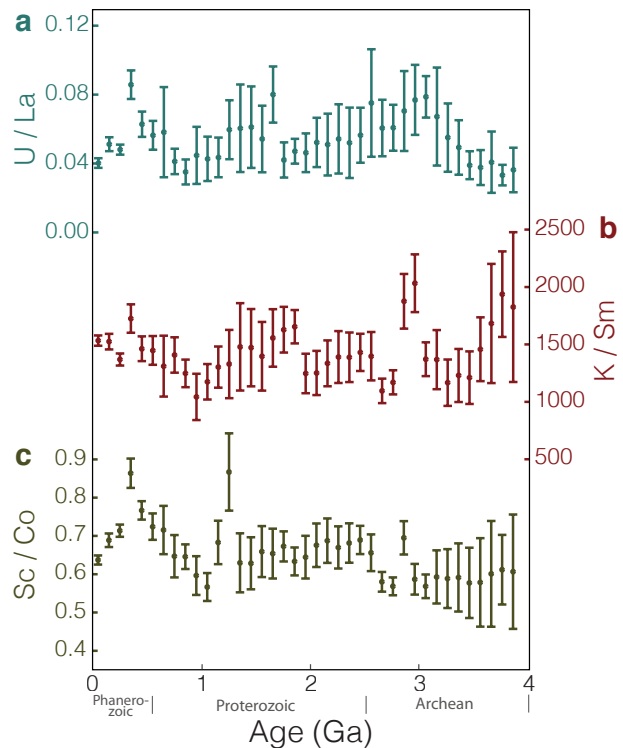 a
0.12
0.08
0.04
0.00
U / La
b
2500
2000
1500
1000
500
K / Sm
c
0.9
0.8
0.7
0.6
0.5
0.4
Sc / Co
0 1 2 3 4
Phanero-
zoic
| Proterozoic | Archean |
Age (Ga)